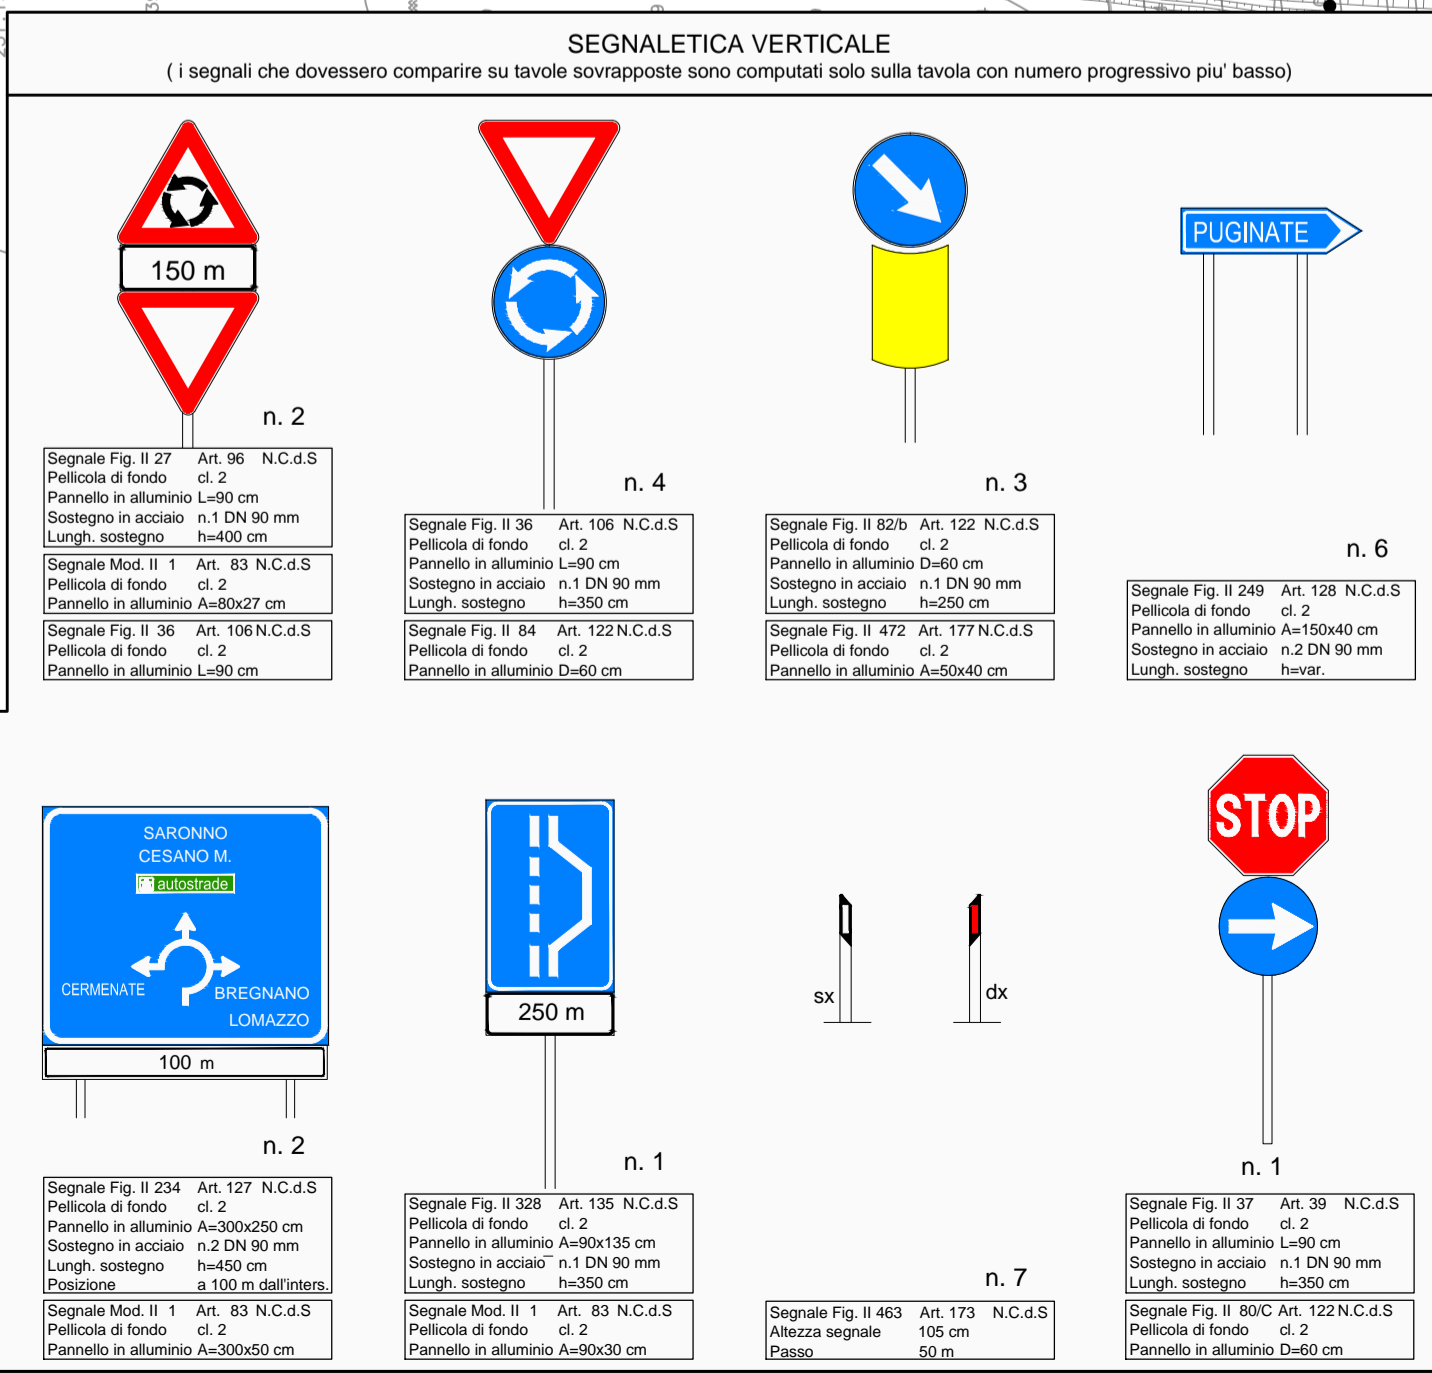 SEGNALETICA VERTICALE
( i segnali che dovessero comparire su tavole sovrapposte sono computati solo sulla tavola con numero progressivo piu' basso)
150 m
n. 2
Segnale Fig. II 27 Art. 96 N.C.d.S
Pellicola di fondo cl. 2
Pannello in alluminio L=90 cm
Sostegno in acciaio n.1 DN 90 mm
Lungh. sostegno h=400 cm
Segnale Mod. II 1 Art. 83 N.C.d.S
Pellicola di fondo cl. 2
Pannello in alluminio A=80x27 cm
Segnale Fig. II 36 Art. 106 N.C.d.S
Pellicola di fondo cl. 2
Pannello in alluminio L=90 cm
n. 4
Segnale Fig. II 36 Art. 106 N.C.d.S
Pellicola di fondo cl. 2
Pannello in alluminio L=90 cm
Sostegno in acciaio n.1 DN 90 mm
Lungh. sostegno h=350 cm
Segnale Fig. II 84 Art. 122 N.C.d.S
Pellicola di fondo cl. 2
Pannello in alluminio D=60 cm
n. 3
Segnale Fig. II 82/b Art. 122 N.C.d.S
Pellicola di fondo cl. 2
Pannello in alluminio D=60 cm
Sostegno in acciaio n.1 DN 90 mm
Lungh. sostegno h=250 cm
Segnale Fig. II 472 Art. 177 N.C.d.S
Pellicola di fondo cl. 2
Pannello in alluminio A=50x40 cm
PUGINATE
n. 6
Segnale Fig. II 249 Art. 128 N.C.d.S
Pellicola di fondo cl. 2
Pannello in alluminio A=150x40 cm
Sostegno in acciaio n.2 DN 90 mm
Lungh. sostegno h=var.
SARONNO
CESANO M.
autostrade
CERMENATE
BREGNANO
LOMAZZO
100 m
n. 2
Segnale Fig. II 234 Art. 127 N.C.d.S
Pellicola di fondo cl. 2
Pannello in alluminio A=300x250 cm
Sostegno in acciaio n.2 DN 90 mm
Lungh. sostegno h=450 cm
Posizione a 100 m dall'inters.
Segnale Mod. II 1 Art. 83 N.C.d.S
Pellicola di fondo cl. 2
Pannello in alluminio A=300x50 cm
250 m
n. 1
Segnale Fig. II 328 Art. 135 N.C.d.S
Pellicola di fondo cl. 2
Pannello in alluminio A=90x135 cm
Sostegno in acciaio n.1 DN 90 mm
Lungh. sostegno h=350 cm
Segnale Mod. II 1 Art. 83 N.C.d.S
Pellicola di fondo cl. 2
Pannello in alluminio A=90x30 cm
sx
dx
n. 7
Segnale Fig. II 463 Art. 173 N.C.d.S
Altezza segnale 105 cm
Passo 50 m
STOP
n. 1
Segnale Fig. II 37 Art. 39 N.C.d.S
Pellicola di fondo cl. 2
Pannello in alluminio L=90 cm
Sostegno in acciaio n.1 DN 90 mm
Lungh. sostegno h=350 cm
Segnale Fig. II 80/C Art. 122 N.C.d.S
Pellicola di fondo cl. 2
Pannello in alluminio D=60 cm